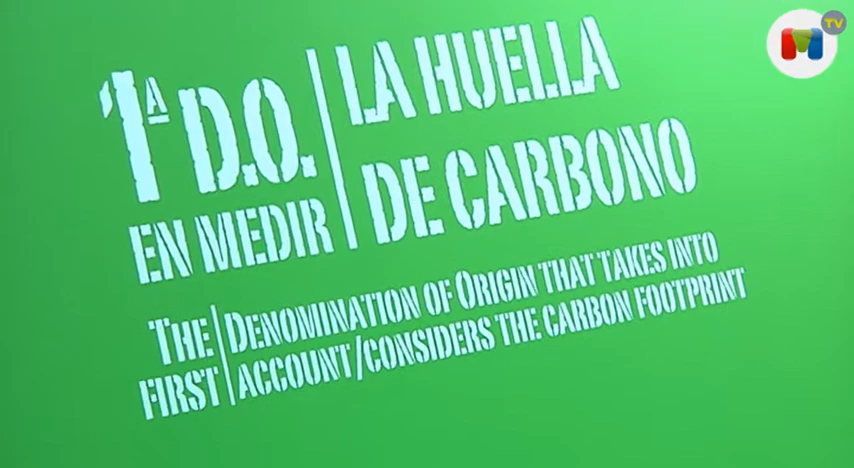 1ª D.O. | LA HUELLA
EN MEDIR | DE CARBONO
THE | DENOMINATION OF ORIGIN THAT TAKES INTO
FIRST | ACCOUNT/CONSIDERS THE CARBON FOOTPRINT
TV